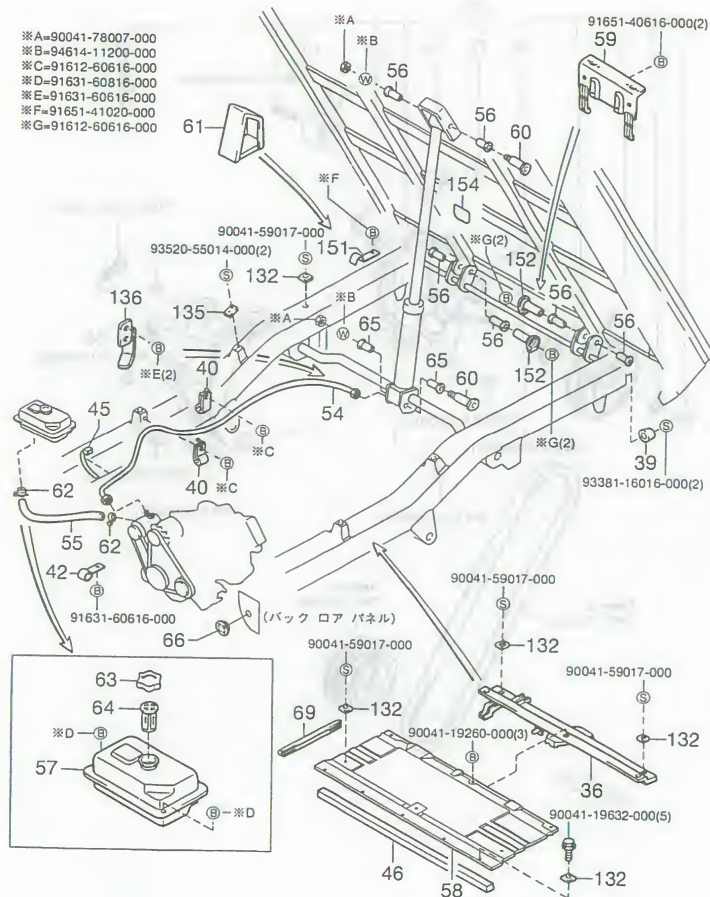 ※A=90041-78007-000
※B=94614-11200-000
※C=91612-60616-000
※D=91631-60816-000
※E=91631-60616-000
※F=91651-41020-000
※G=91612-60616-000
※A
※B
W
56
91651-40616-000(2)
59
B
61
56
60
※F
B
154
90041-59017-000
S
151
93520-55014-000(2)
S
132
※G(2)
B
152
56
56
136
135
※A
※B
W
65
56
56
B
※E(2)
40
65
60
152
B
54
※G(2)
S
39
93381-16016-000(2)
45
B
※C
40
B
※C
62
55
62
42
B
91631-60616-000
66
(バック ロア パネル)
90041-59017-000
S
132
90041-59017-000
S
132
90041-59017-000
S
132
69
90041-19260-000(3)
B
36
63
64
※D
B
57
B
※D
90041-19632-000(5)
132
46
58